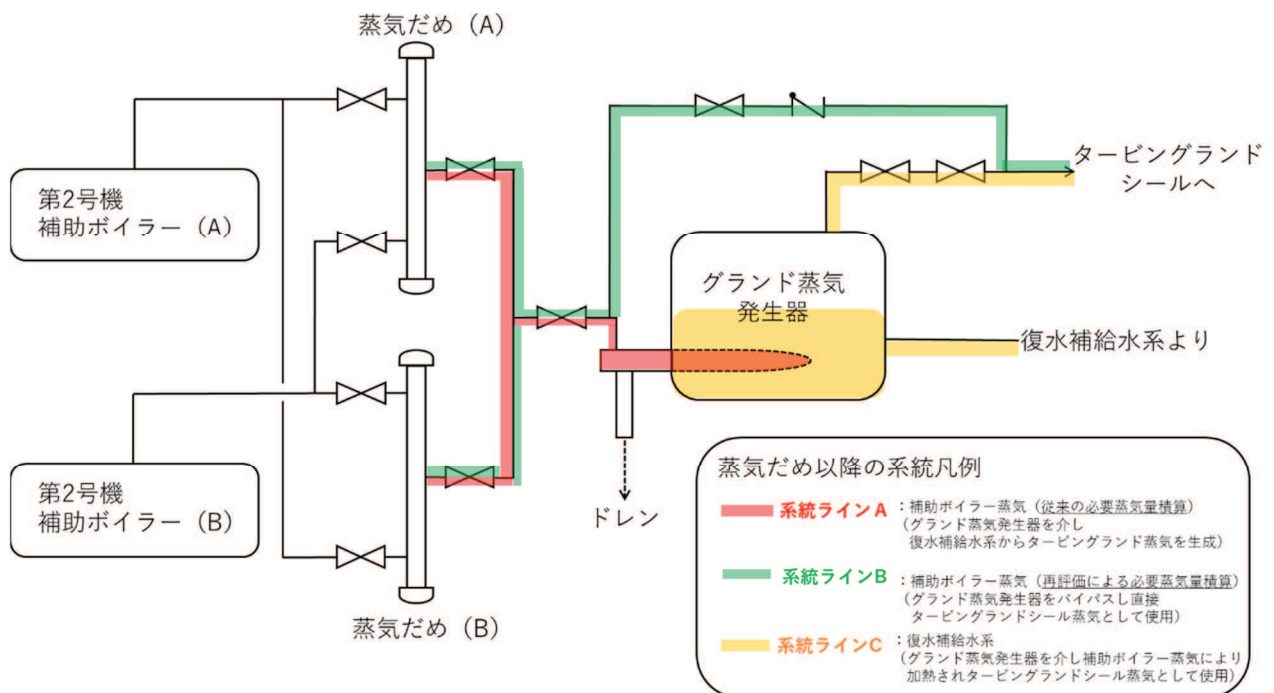 蒸気だめ（A）
第2号機
補助ボイラー（A）
タービングランド
シールへ
グランド蒸気
発生器
復水補給水系より
第2号機
補助ボイラー（B）
ドレン
蒸気だめ（B）
蒸気だめ以降の系統凡例
系統ラインA ：補助ボイラー蒸気（従来の必要蒸気量積算）
（グランド蒸気発生器を介し
復水補給水系からタービングランド蒸気を生成）
系統ラインB ：補助ボイラー蒸気（再評価による必要蒸気量積算）
（グランド蒸気発生器をバイパスし直接
タービングランドシール蒸気として使用）
系統ラインC ：復水補給水系
（グランド蒸気発生器を介し補助ボイラー蒸気により
加熱されタービングランドシール蒸気として使用）